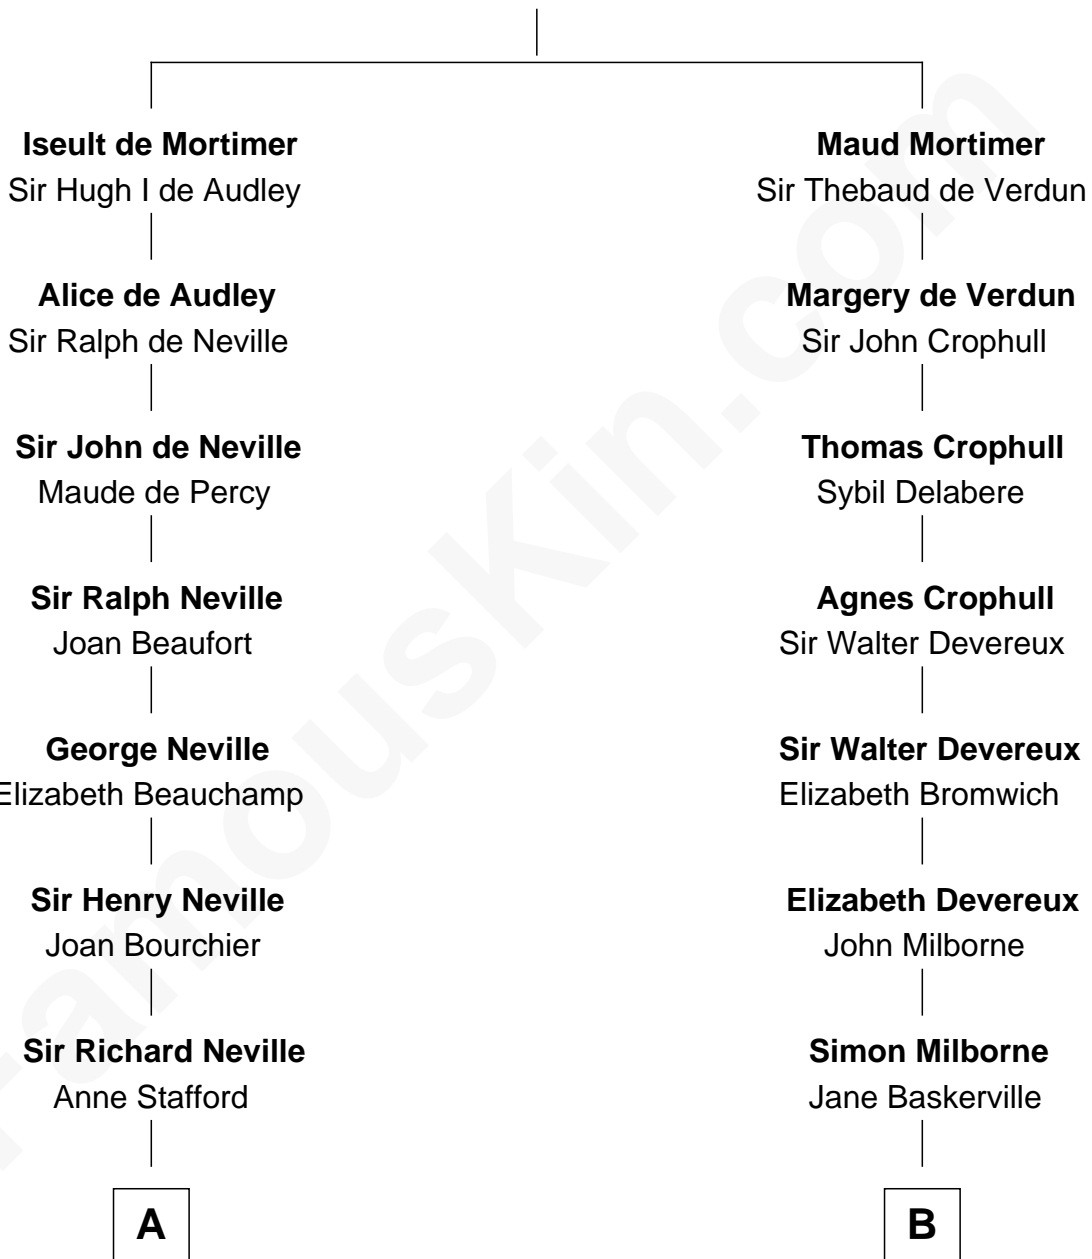 Iseult de Mortimer
Sir Hugh I de Audley
Maud Mortimer
Sir Thebaud de Verdun
Alice de Audley
Sir Ralph de Neville
Margery de Verdun
Sir John Crophull
Sir John de Neville
Maude de Percy
Thomas Crophull
Sybil Delabere
Sir Ralph Neville
Joan Beaufort
Agnes Crophull
Sir Walter Devereux
George Neville
Elizabeth Beauchamp
Sir Walter Devereux
Elizabeth Bromwich
Sir Henry Neville
Joan Bourchier
Elizabeth Devereux
John Milborne
Sir Richard Neville
Anne Stafford
Simon Milborne
Jane Baskerville
A
B
FamousKin.com